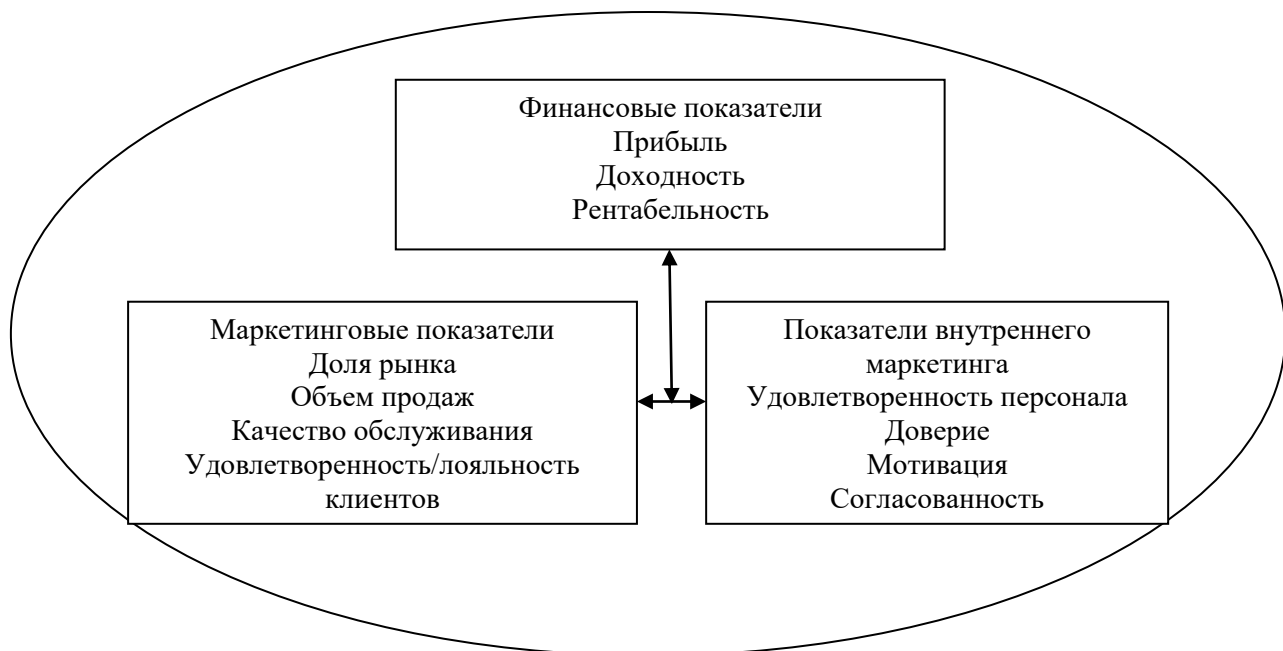 Финансовые показатели
Прибыль
Доходность
Рентабельность
Маркетинговые показатели
Доля рынка
Объем продаж
Качество обслуживания
Удовлетворенность/лояльность
клиентов
Показатели внутреннего
маркетинга
Удовлетворенность персонала
Доверие
Мотивация
Согласованность